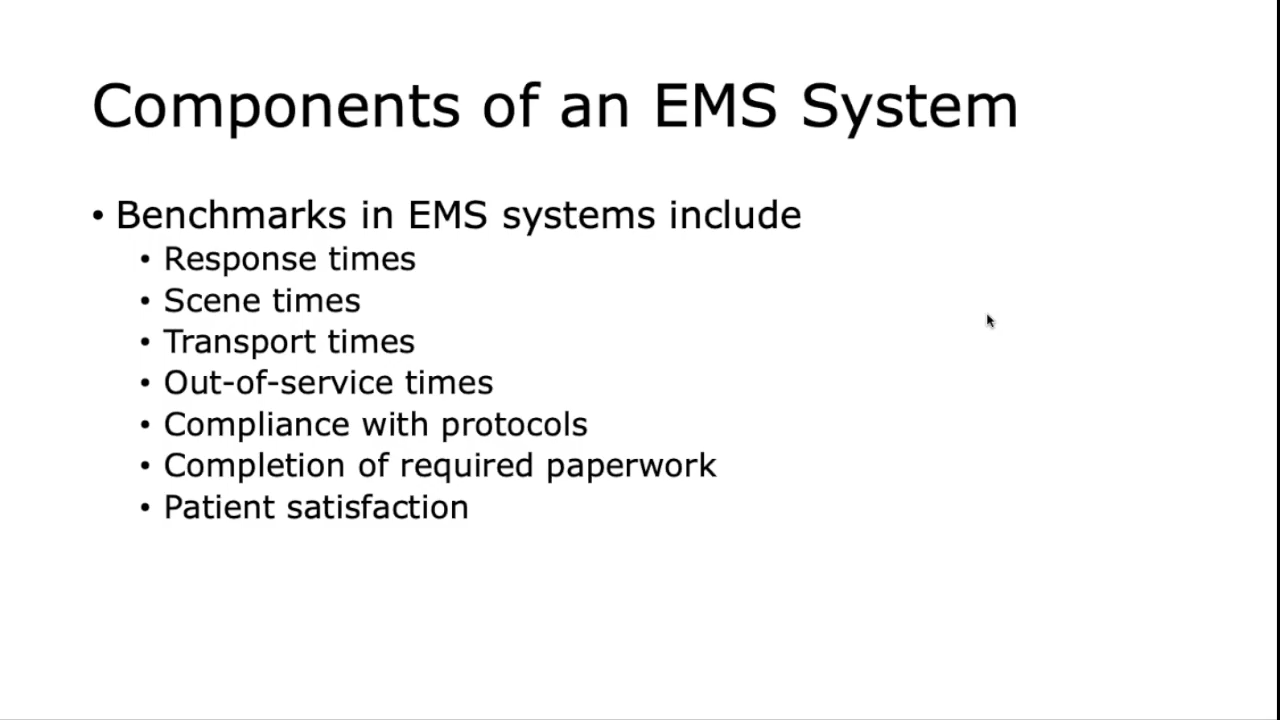 Components of an EMS System
• Benchmarks in EMS systems include
• Response times
• Scene times
• Transport times
• Out-of-service times
• Compliance with protocols
• Completion of required paperwork
• Patient satisfaction